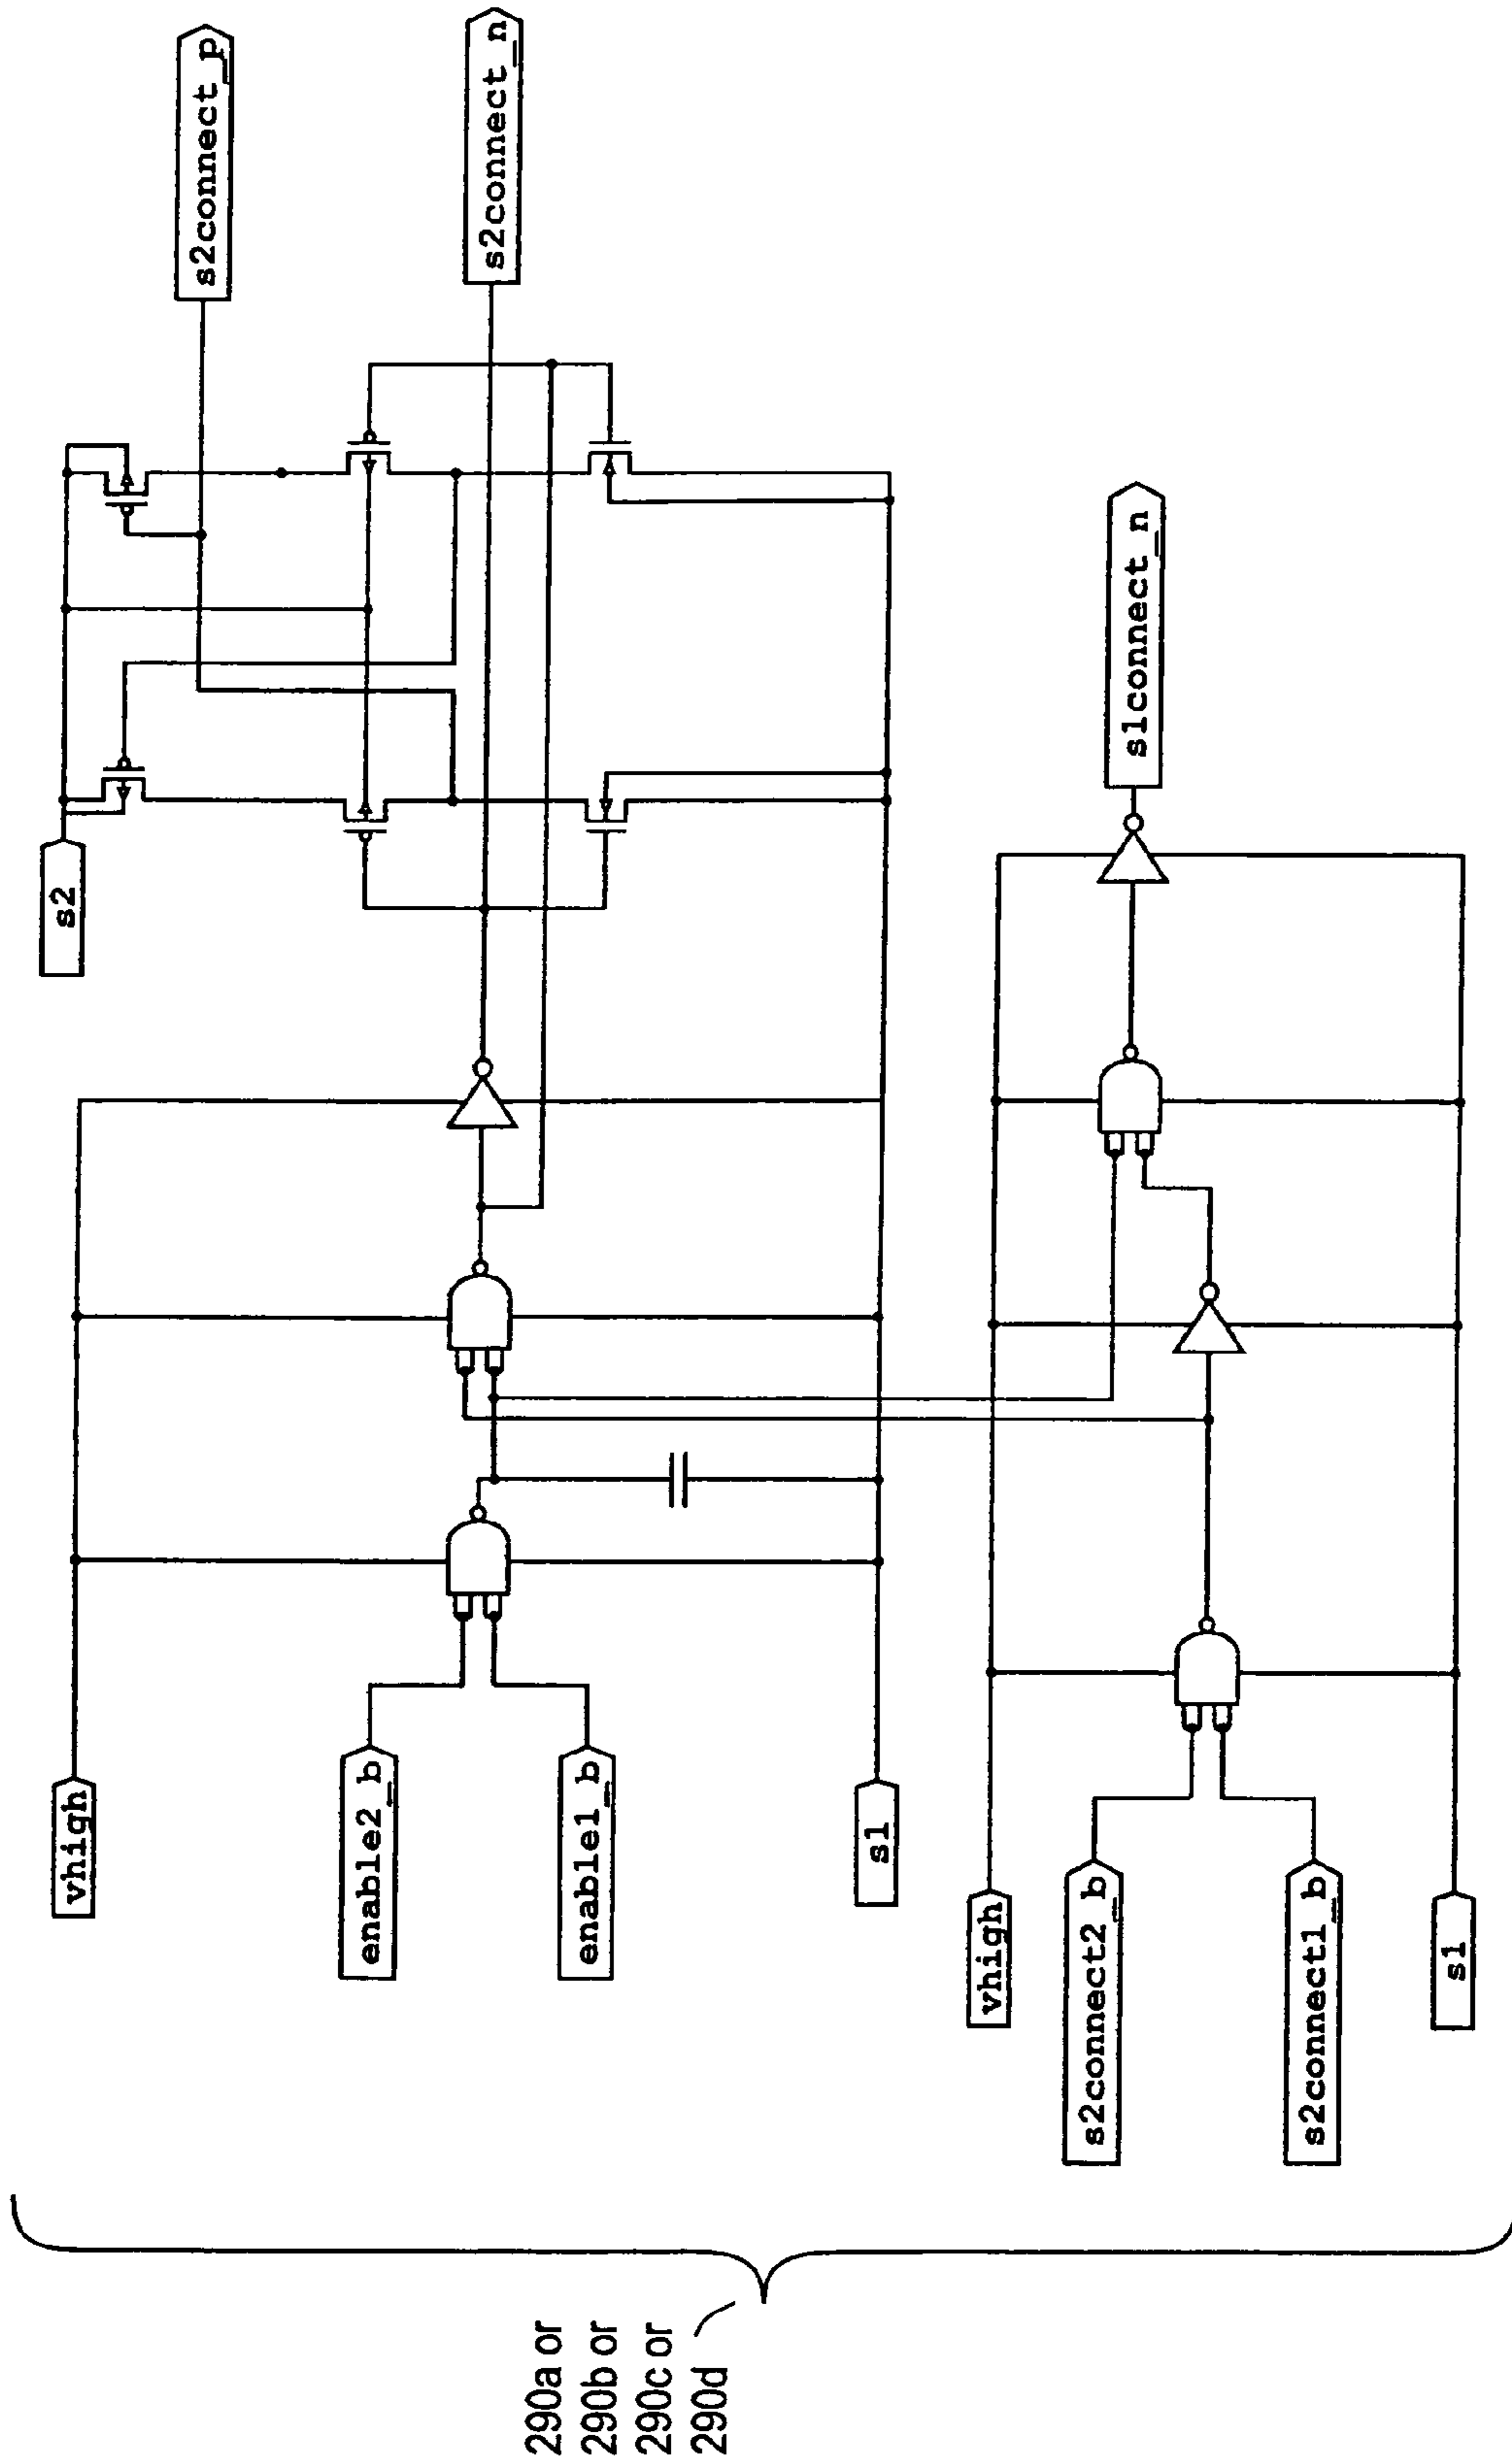 290a or
290b or
290c or
290d
s2
s2connect_p
s2connect_n
vhigh
enable2_b
enable1_b
s1
s1connect_n
vhigh
s2connect2_b
s2connect1_b
s1